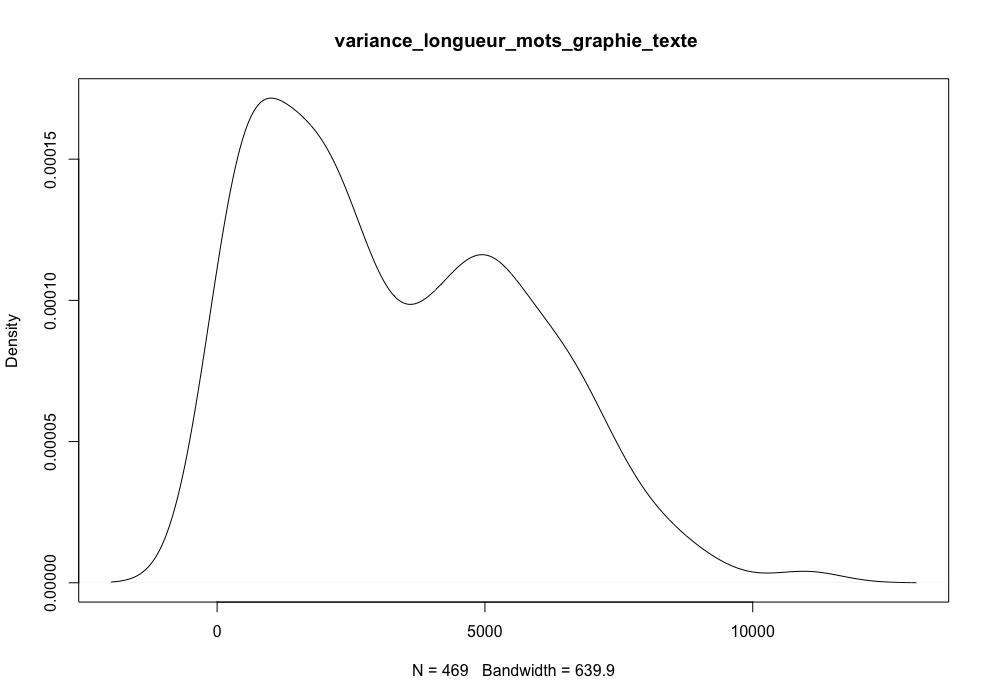 variance_longueur_mots_graphie_texte
Density
0.00015
0.00010
0.00005
0.00000
0 5000 10000
N = 469 Bandwidth = 639.9